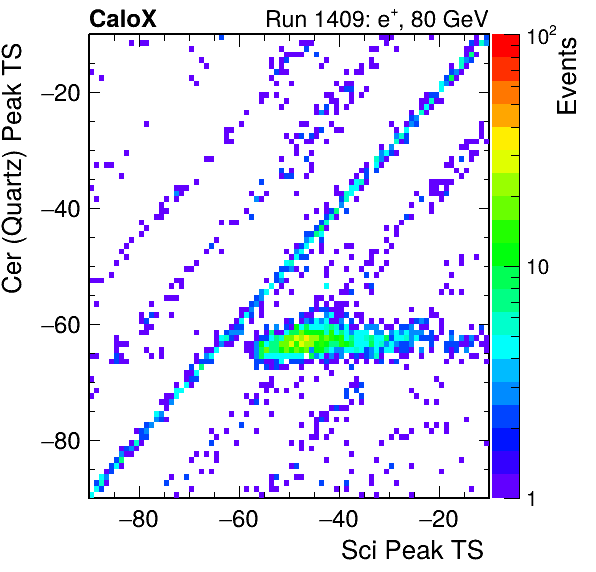 CaloX Run 1409: e⁺, 80 GeV
Cer (Quartz) Peak TS
−20
−40
−60
−80
−80 −60 −40 −20
Sci Peak TS
10²
10
1
Events